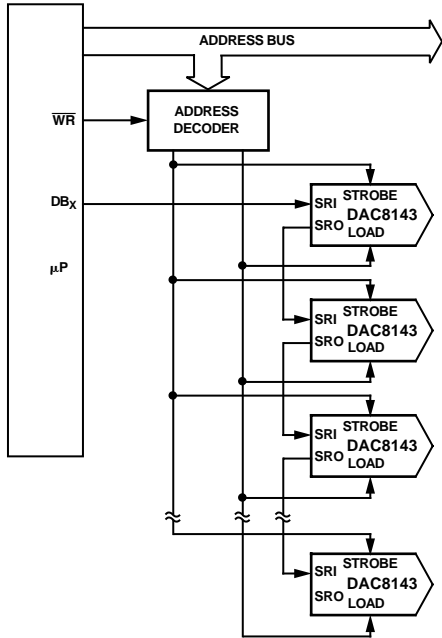 ADDRESS BUS
ADDRESS
DECODER
WR
DBX
μP
STROBE
SRI
DAC8143
SRO
LOAD
STROBE
SRI
DAC8143
SRO
LOAD
STROBE
SRI
DAC8143
SRO
LOAD
STROBE
SRI
DAC8143
SRO
LOAD